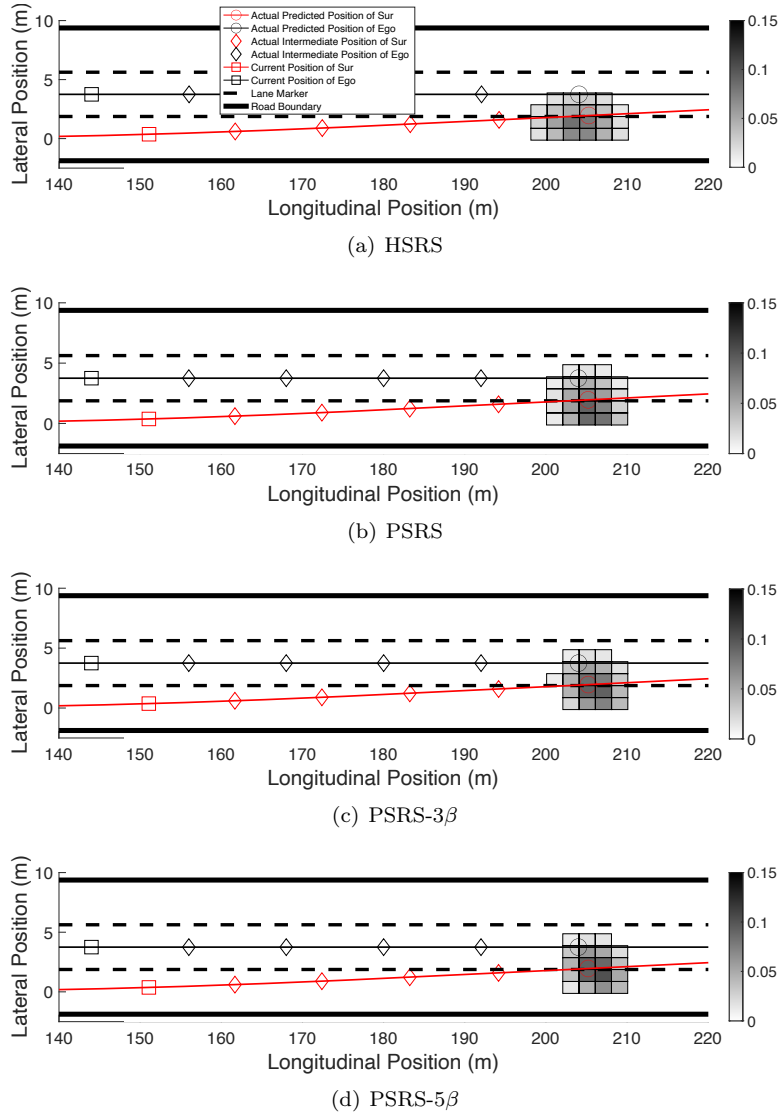 Actual Predicted Position of Sur
Actual Predicted Position of Ego
Actual Intermediate Position of Sur
Actual Intermediate Position of Ego
Current Position of Sur
Current Position of Ego
Lane Marker
Road Boundary
Lateral Position (m)
10
5
0
140 150 160 170 180 190 200 210 220
Longitudinal Position (m)
0.15
0.1
0.05
0
(a) HSRS
Lateral Position (m)
10
5
0
140 150 160 170 180 190 200 210 220
Longitudinal Position (m)
0.15
0.1
0.05
0
(b) PSRS
Lateral Position (m)
10
5
0
140 150 160 170 180 190 200 210 220
Longitudinal Position (m)
0.15
0.1
0.05
0
(c) PSRS-3β
Lateral Position (m)
10
5
0
140 150 160 170 180 190 200 210 220
Longitudinal Position (m)
0.15
0.1
0.05
0
(d) PSRS-5β